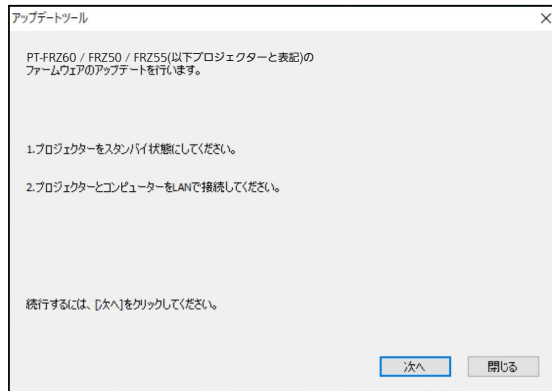 アップデートツール
PT-FRZ60 / FRZ50 / FRZ55(以下プロジェクターと表記)の
ファームウェアのアップデートを行います。
1.プロジェクターをスタンバイ状態にしてください。
2.プロジェクターとコンピューターをLANで接続してください。
続行するには、[次へ]をクリックしてください。
次へ
閉じる